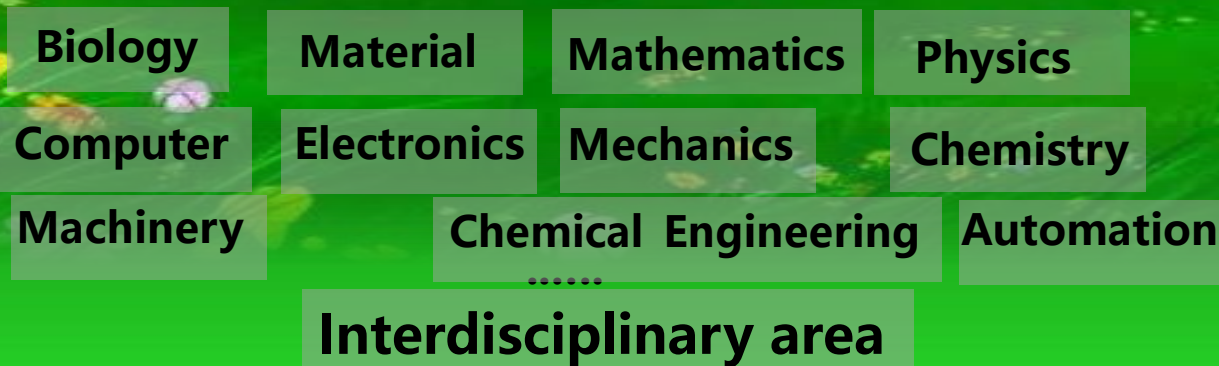 Biology Material Mathematics Physics
Computer Electronics Mechanics Chemistry
Machinery Chemical Engineering Automation
......
Interdisciplinary area